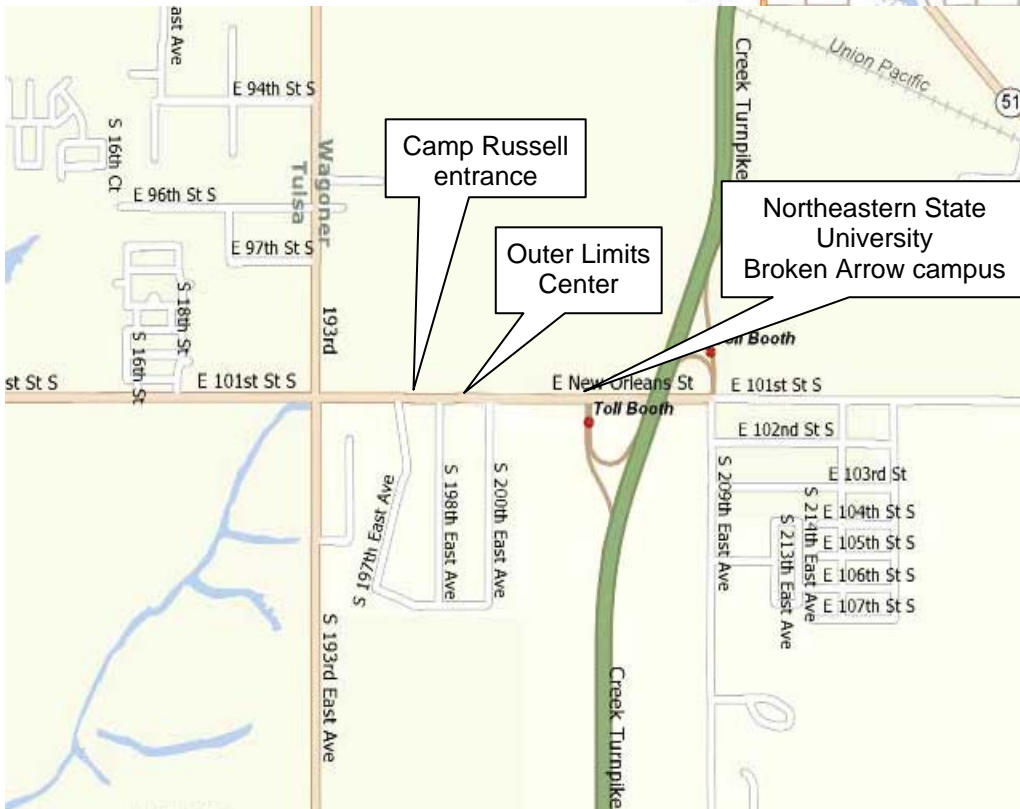 ast Ave
E 94th St S
S 16th Ct
E 96th St S
E 97th St S
Wagoner
Tulsa
Camp Russell
entrance
Outer Limits
Center
Northeastern State
University
Broken Arrow campus
Creek Turnpike
Union Pacific
51
193rd
S 18th St
S 16th St
st St S
E 101st St S
E New Orleans St
oll Booth
E 101st St S
Toll Booth
E 102nd St S
E 103rd St
E 104th St S
E 105th St S
E 106th St S
E 107th St S
S 197th East Ave
S 198th East Ave
S 200th East Ave
S 209th East Ave
S 213th East Ave
S 214th East Ave
S 193rd East Ave
Creek Turnpike